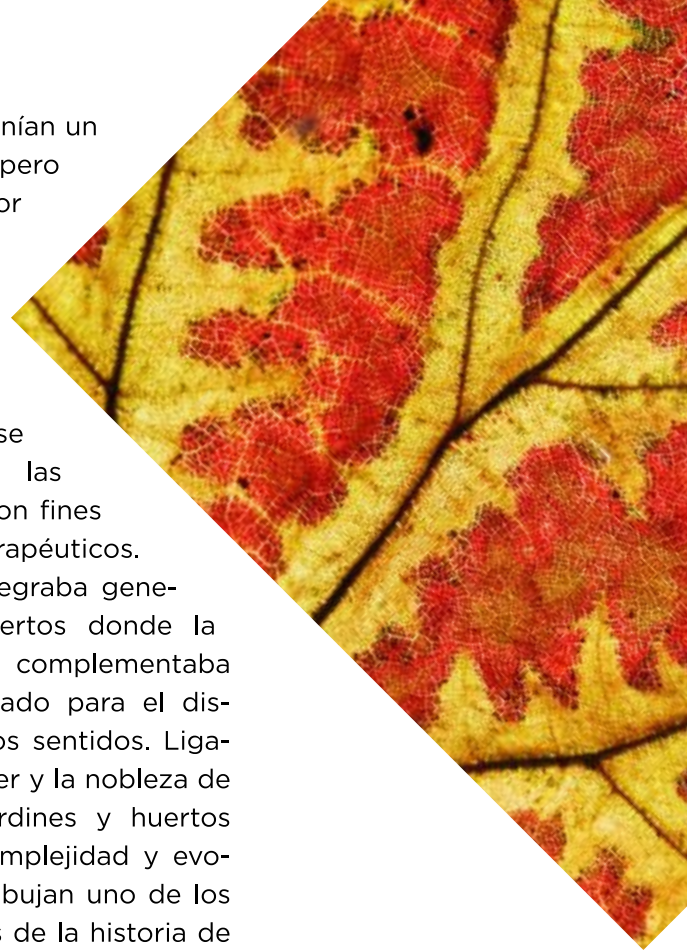 nían un
pero
or
se
las
on fines
rapéuticos.
egraba gene-
ertos donde la
complementaba
ado para el dis-
os sentidos. Liga-
er y la nobleza de
rdines y huertos
mplejidad y evo-
bujan uno de los
s de la historia de